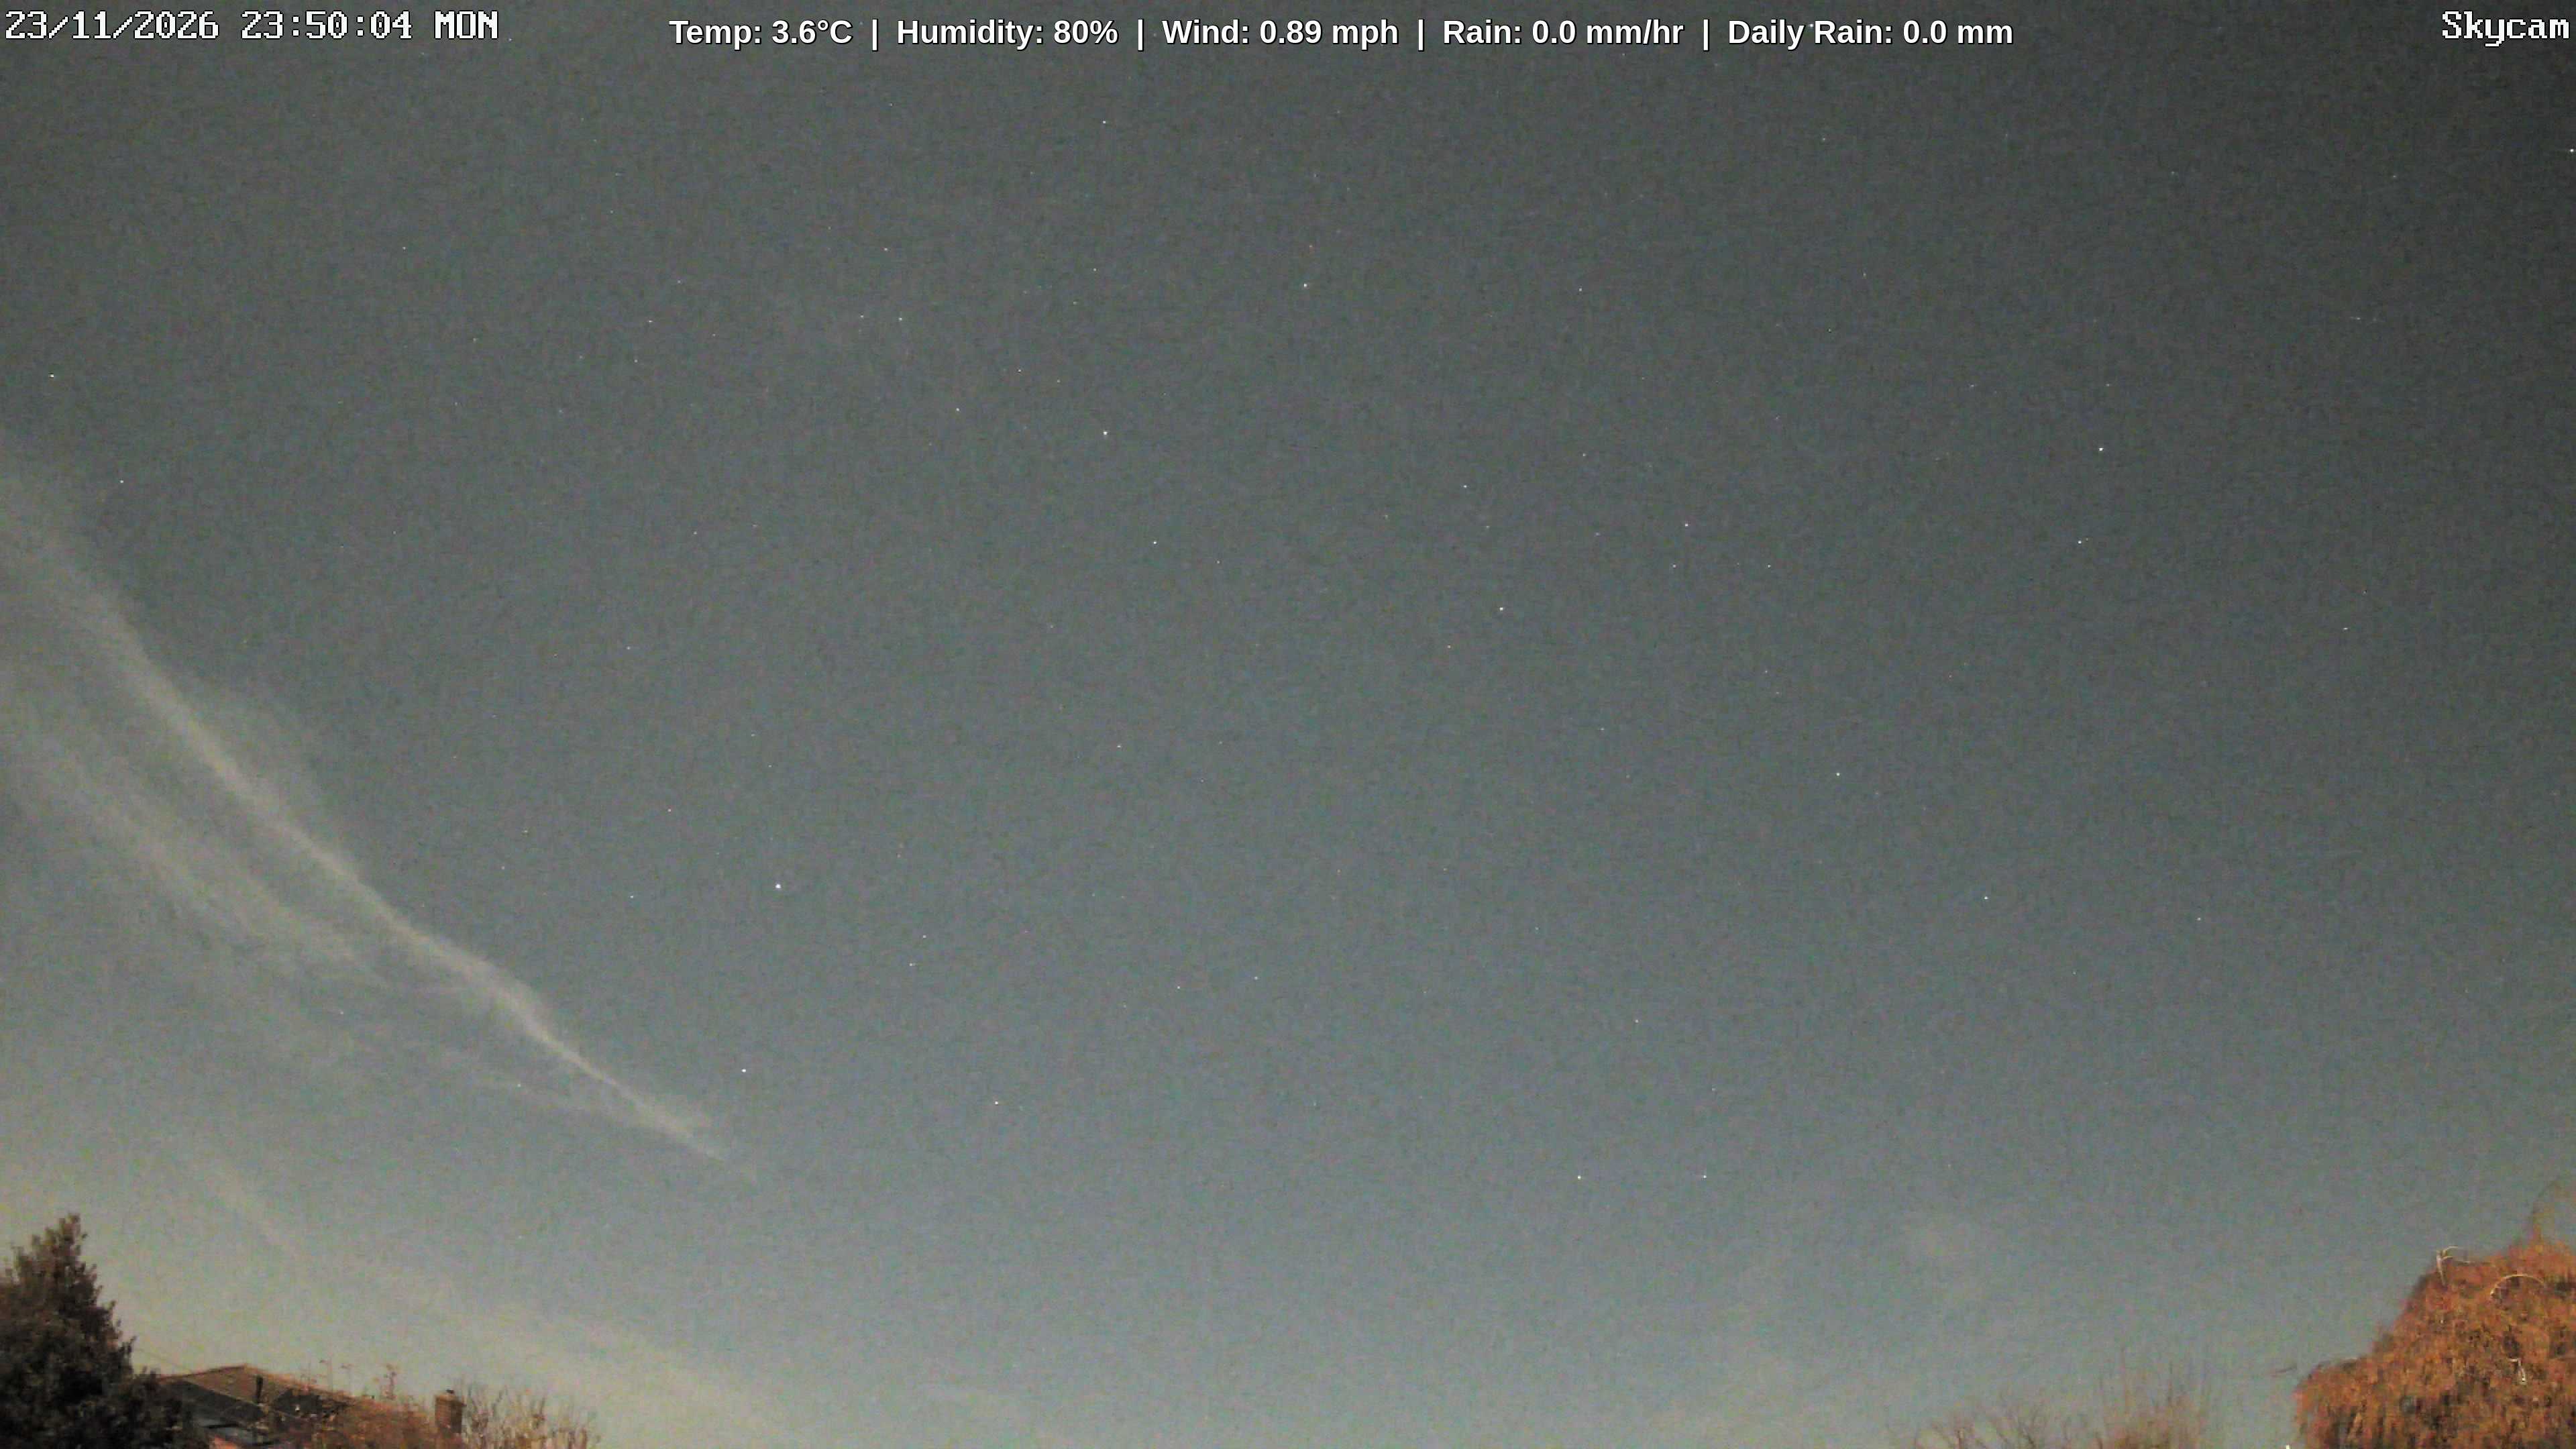 23/11/2026 23:50:04 MON
Temp: 3.6°C | Humidity: 80% | Wind: 0.89 mph | Rain: 0.0 mm/hr | Daily Rain: 0.0 mm
Skycam